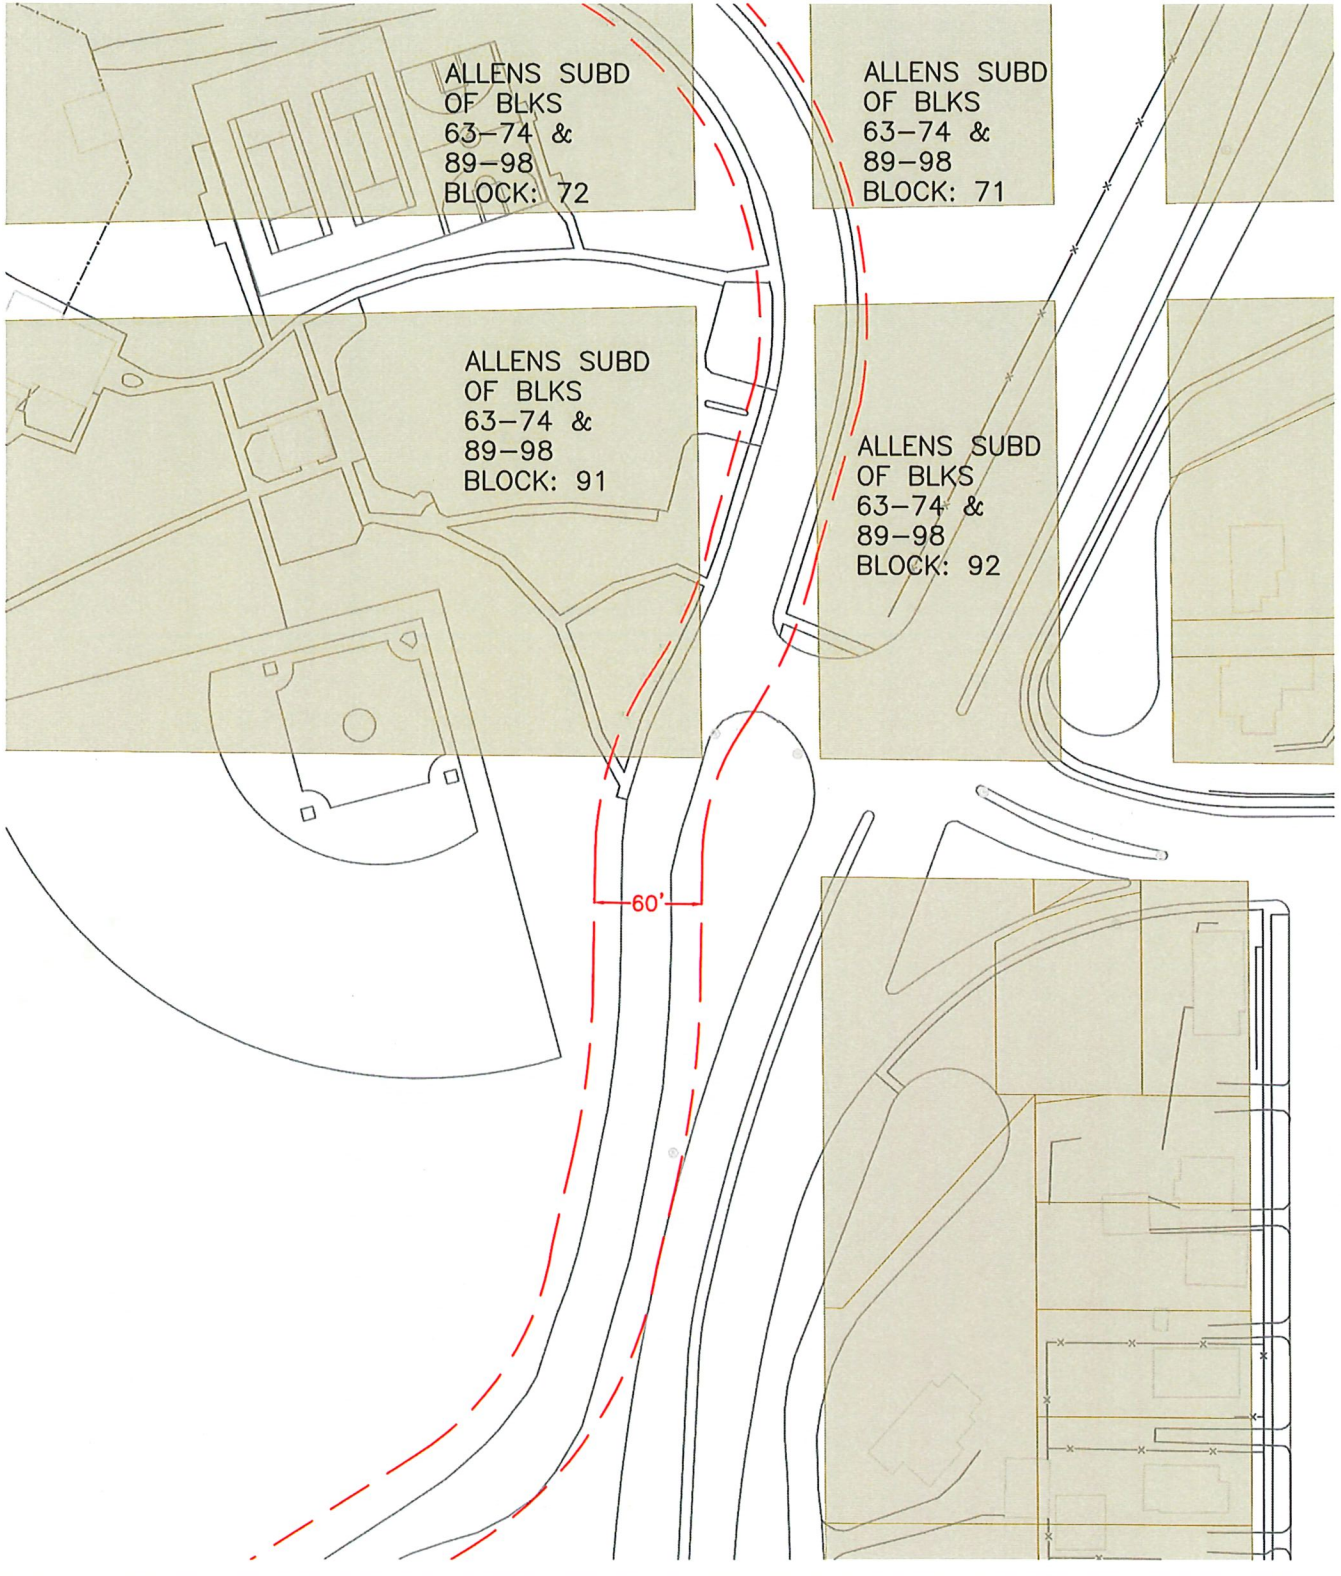 ALLENS SUBD
OF BLKS
63-74 &
89-98
BLOCK: 72
ALLENS SUBD
OF BLKS
63-74 &
89-98
BLOCK: 71
ALLENS SUBD
OF BLKS
63-74 &
89-98
BLOCK: 91
ALLENS SUBD
OF BLKS
63-74 &
89-98
BLOCK: 92
60'